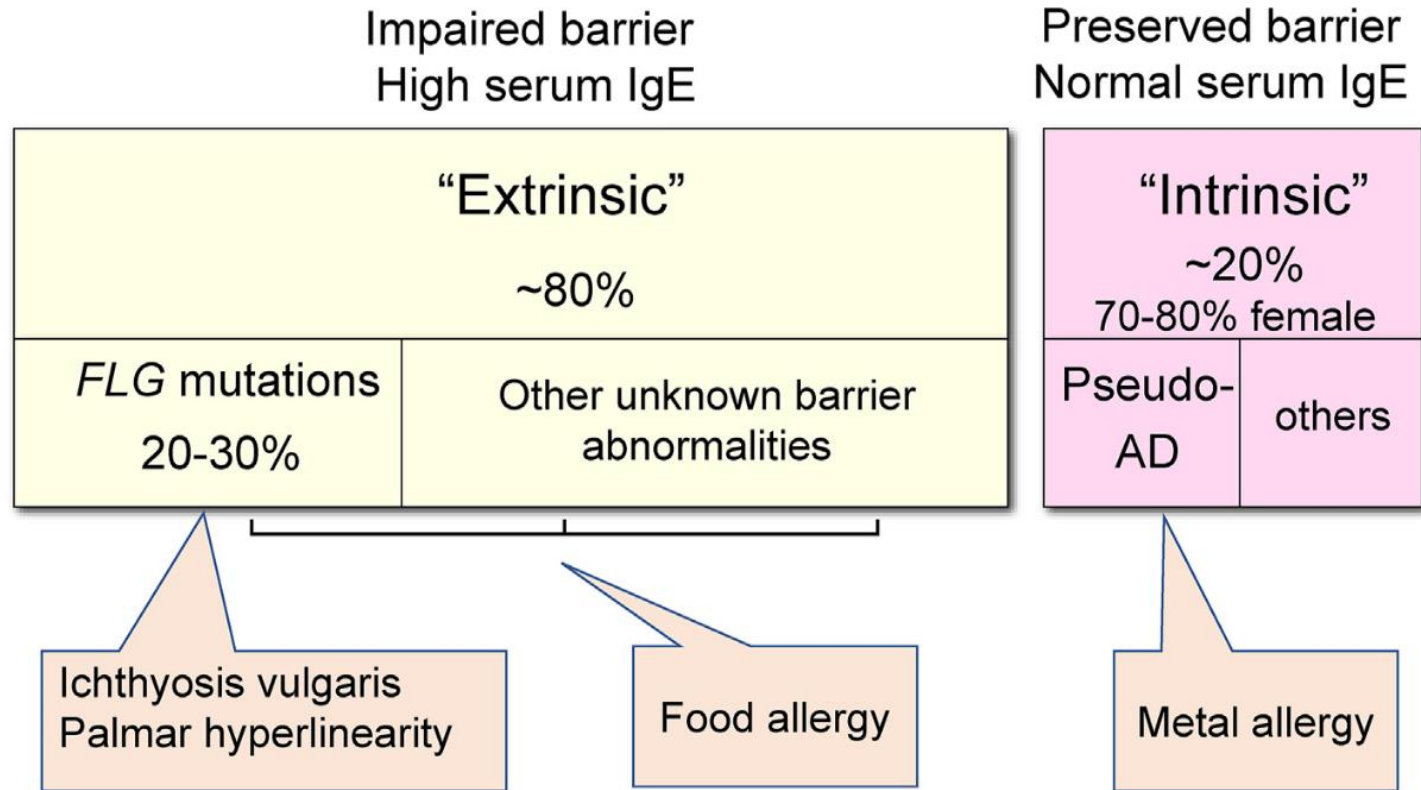 Impaired barrier
High serum IgE
Preserved barrier
Normal serum IgE
“Extrinsic”
~80%
“Intrinsic”
~20%
70-80% female
FLG mutations
20-30%
Other unknown barrier
abnormalities
Pseudo-
AD
others
Ichthyosis vulgaris
Palmar hyperlinearity
Food allergy
Metal allergy